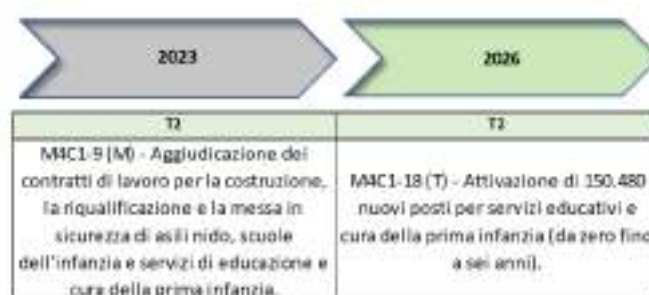 2023
2026
T2
T2
M4C1-9 (M) - Aggiudicazione dei
contratti di lavoro per la costruzione,
la riqualificazione e la messa in
sicurezza di asili nido, scuole
dell'infanzia e servizi di educazione e
cura della prima infanzia.
M4C1-18 (T) - Attivazione di 150.480
nuovi posti per servizi educativi e
cura della prima infanzia (da zero fino
a sei anni).